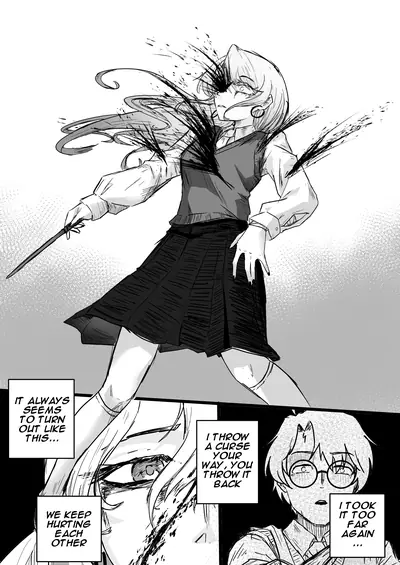 IT ALWAYS
SEEMS
TO TURN
OUT LIKE
THIS...
WE KEEP
HURTING
EACH
OTHER
I THROW
A CURSE
YOUR
WAY, YOU
THROW IT
BACK
I TOOK
IT TOO
FAR
AGAIN
...